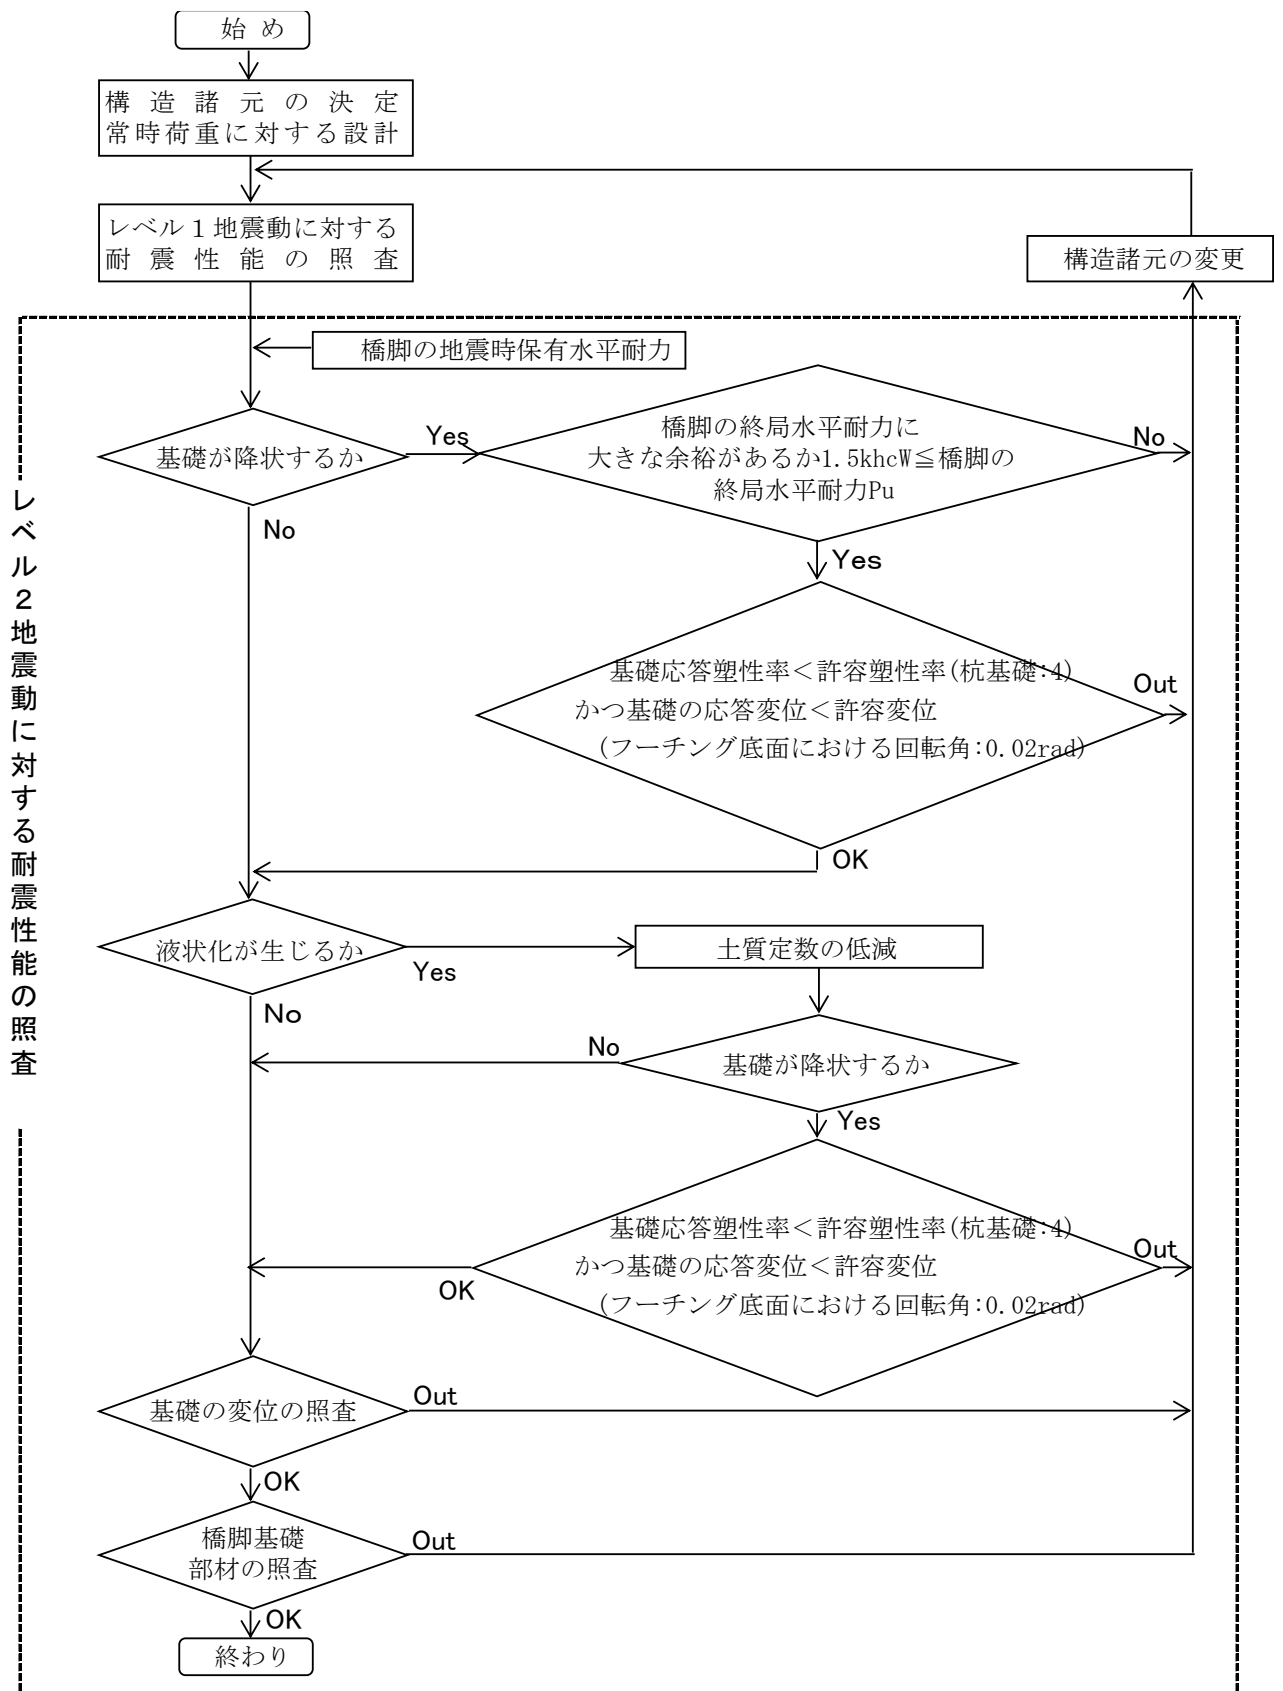 始 め
構造諸元の決定
常時荷重に対する設計
レベル１地震動に対する
耐震性能の照査
構造諸元の変更
橋脚の地震時保有水平耐力
基礎が降状するか
Yes
橋脚の終局水平耐力に
大きな余裕があるか1.5khcW≦橋脚の
終局水平耐力Pu
No
No
Yes
基礎応答塑性率＜許容塑性率(杭基礎:4)
かつ基礎の応答変位＜許容変位
(フーチング底面における回転角:0.02rad)
Out
OK
レベル２地震動に対する耐震性能の照査
液状化が生じるか
Yes
土質定数の低減
No
No
基礎が降状するか
Yes
基礎応答塑性率＜許容塑性率(杭基礎:4)
かつ基礎の応答変位＜許容変位
(フーチング底面における回転角:0.02rad)
Out
OK
基礎の変位の照査
Out
OK
橋脚基礎
部材の照査
Out
OK
終わり